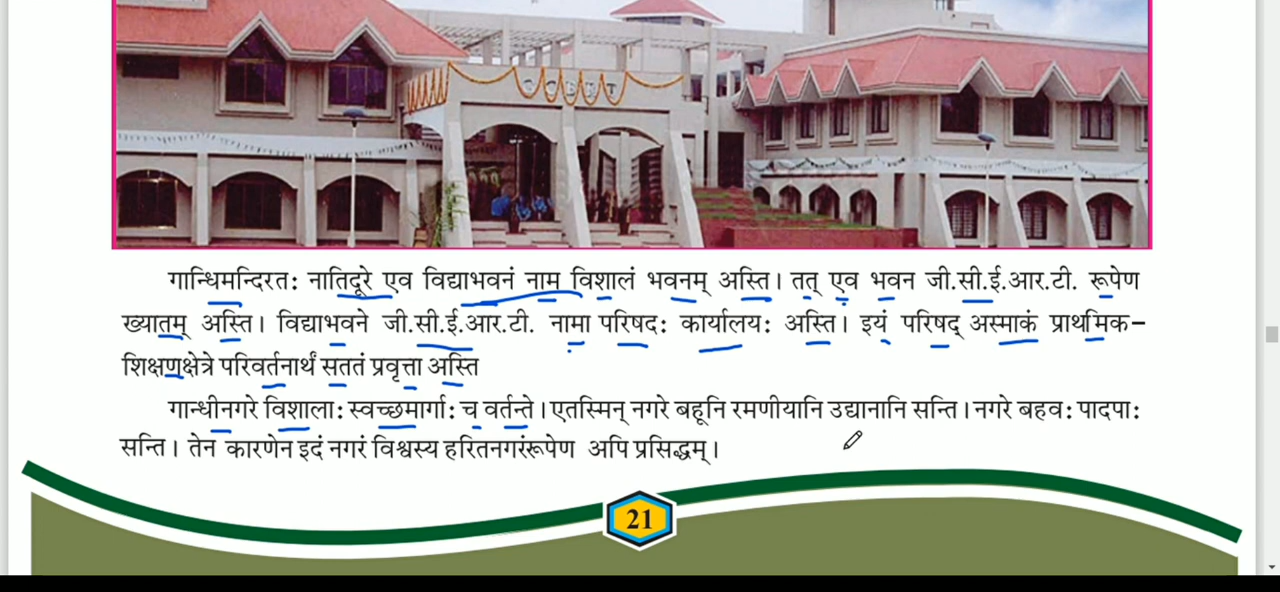 GCERT
गान्धिमन्दिरत: नातिदूरे एव विद्याभवनं नाम विशालं भवनम् अस्ति। तत् एव भवन जी.सी.ई.आर.टी. रूपेण
ख्यातम् अस्ति। विद्याभवने जी.सी.ई.आर.टी. नामा परिषद: कार्यालय: अस्ति। इयं परिषद् अस्माकं प्राथमिक–
शिक्षणक्षेत्रे परिवर्तनार्थं सततं प्रवृत्ता अस्ति
गान्धीनगरे विशाला: स्वच्छमार्गा: च वर्तन्ते। एतस्मिन् नगरे बहूनि रमणीयानि उद्यानानि सन्ति। नगरे बहव: पादपा:
सन्ति। तेन कारणेन इदं नगरं विश्वस्य हरितनगरंरूपेण अपि प्रसिद्धम्।
21